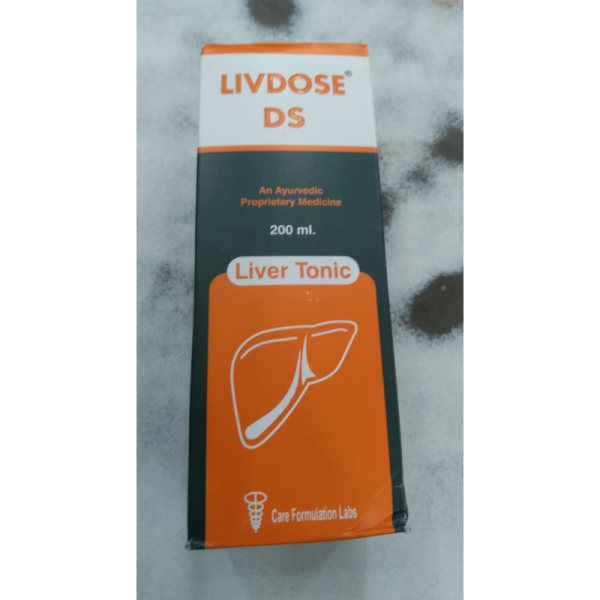 LIVDOSE®
DS
An Ayurvedic
Proprietary Medicine
200 ml.
Liver Tonic
Care Formulation Labs